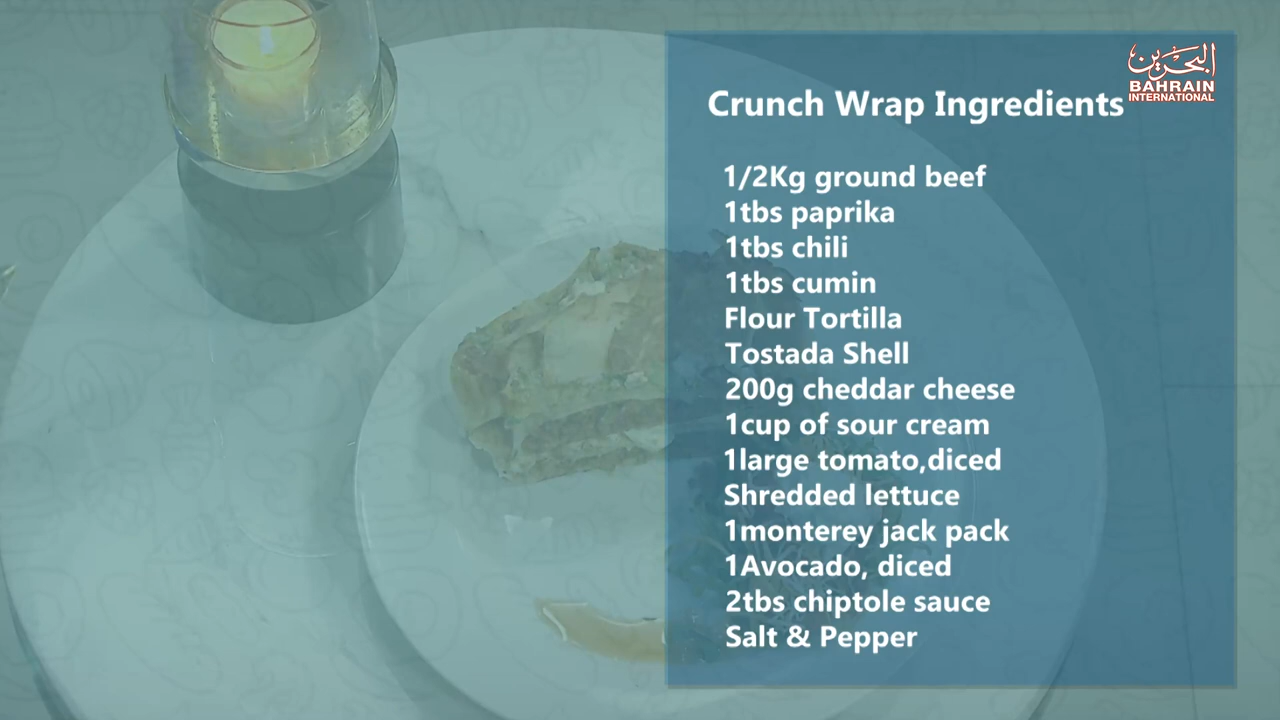 البحرين
BAHRAIN
INTERNATIONAL
Crunch Wrap Ingredients
1/2Kg ground beef
1tbs paprika
1tbs chili
1tbs cumin
Flour Tortilla
Tostada Shell
200g cheddar cheese
1cup of sour cream
1large tomato,diced
Shredded lettuce
1monterey jack pack
1Avocado, diced
2tbs chiptole sauce
Salt & Pepper